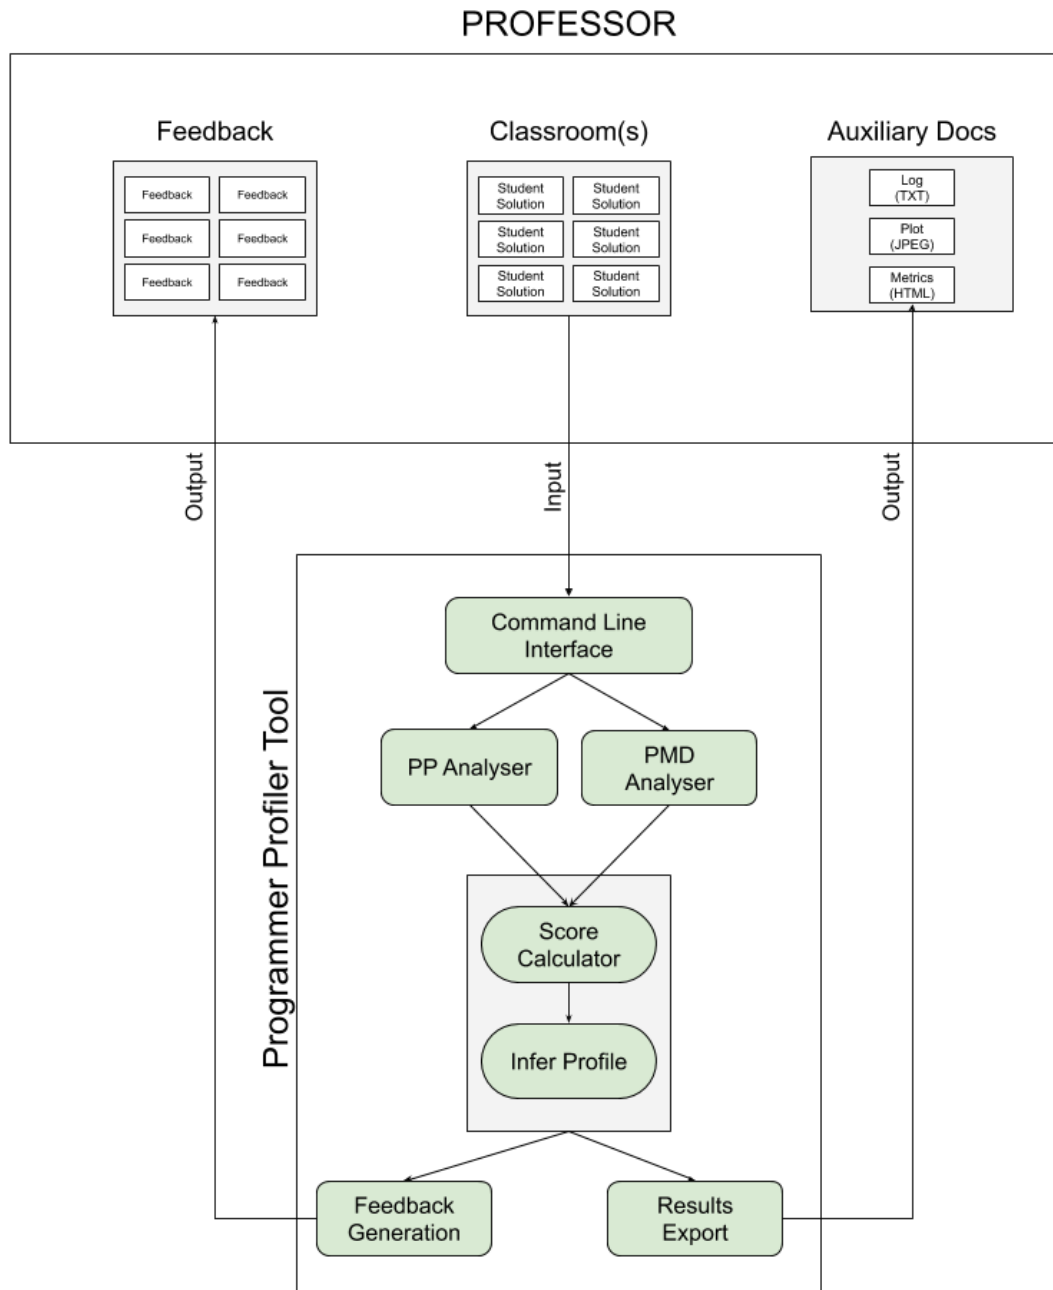 PROFESSOR
Feedback
Classroom(s)
Auxiliary Docs
Feedback
Feedback
Feedback
Feedback
Feedback
Feedback
Student
Solution
Student
Solution
Student
Solution
Student
Solution
Student
Solution
Student
Solution
Log
(TXT)
Plot
(JPEG)
Metrics
(HTML)
Output
Input
Output
Programmer Profiler Tool
Command Line
Interface
PP Analyser
PMD
Analyser
Score
Calculator
Infer Profile
Feedback
Generation
Results
Export